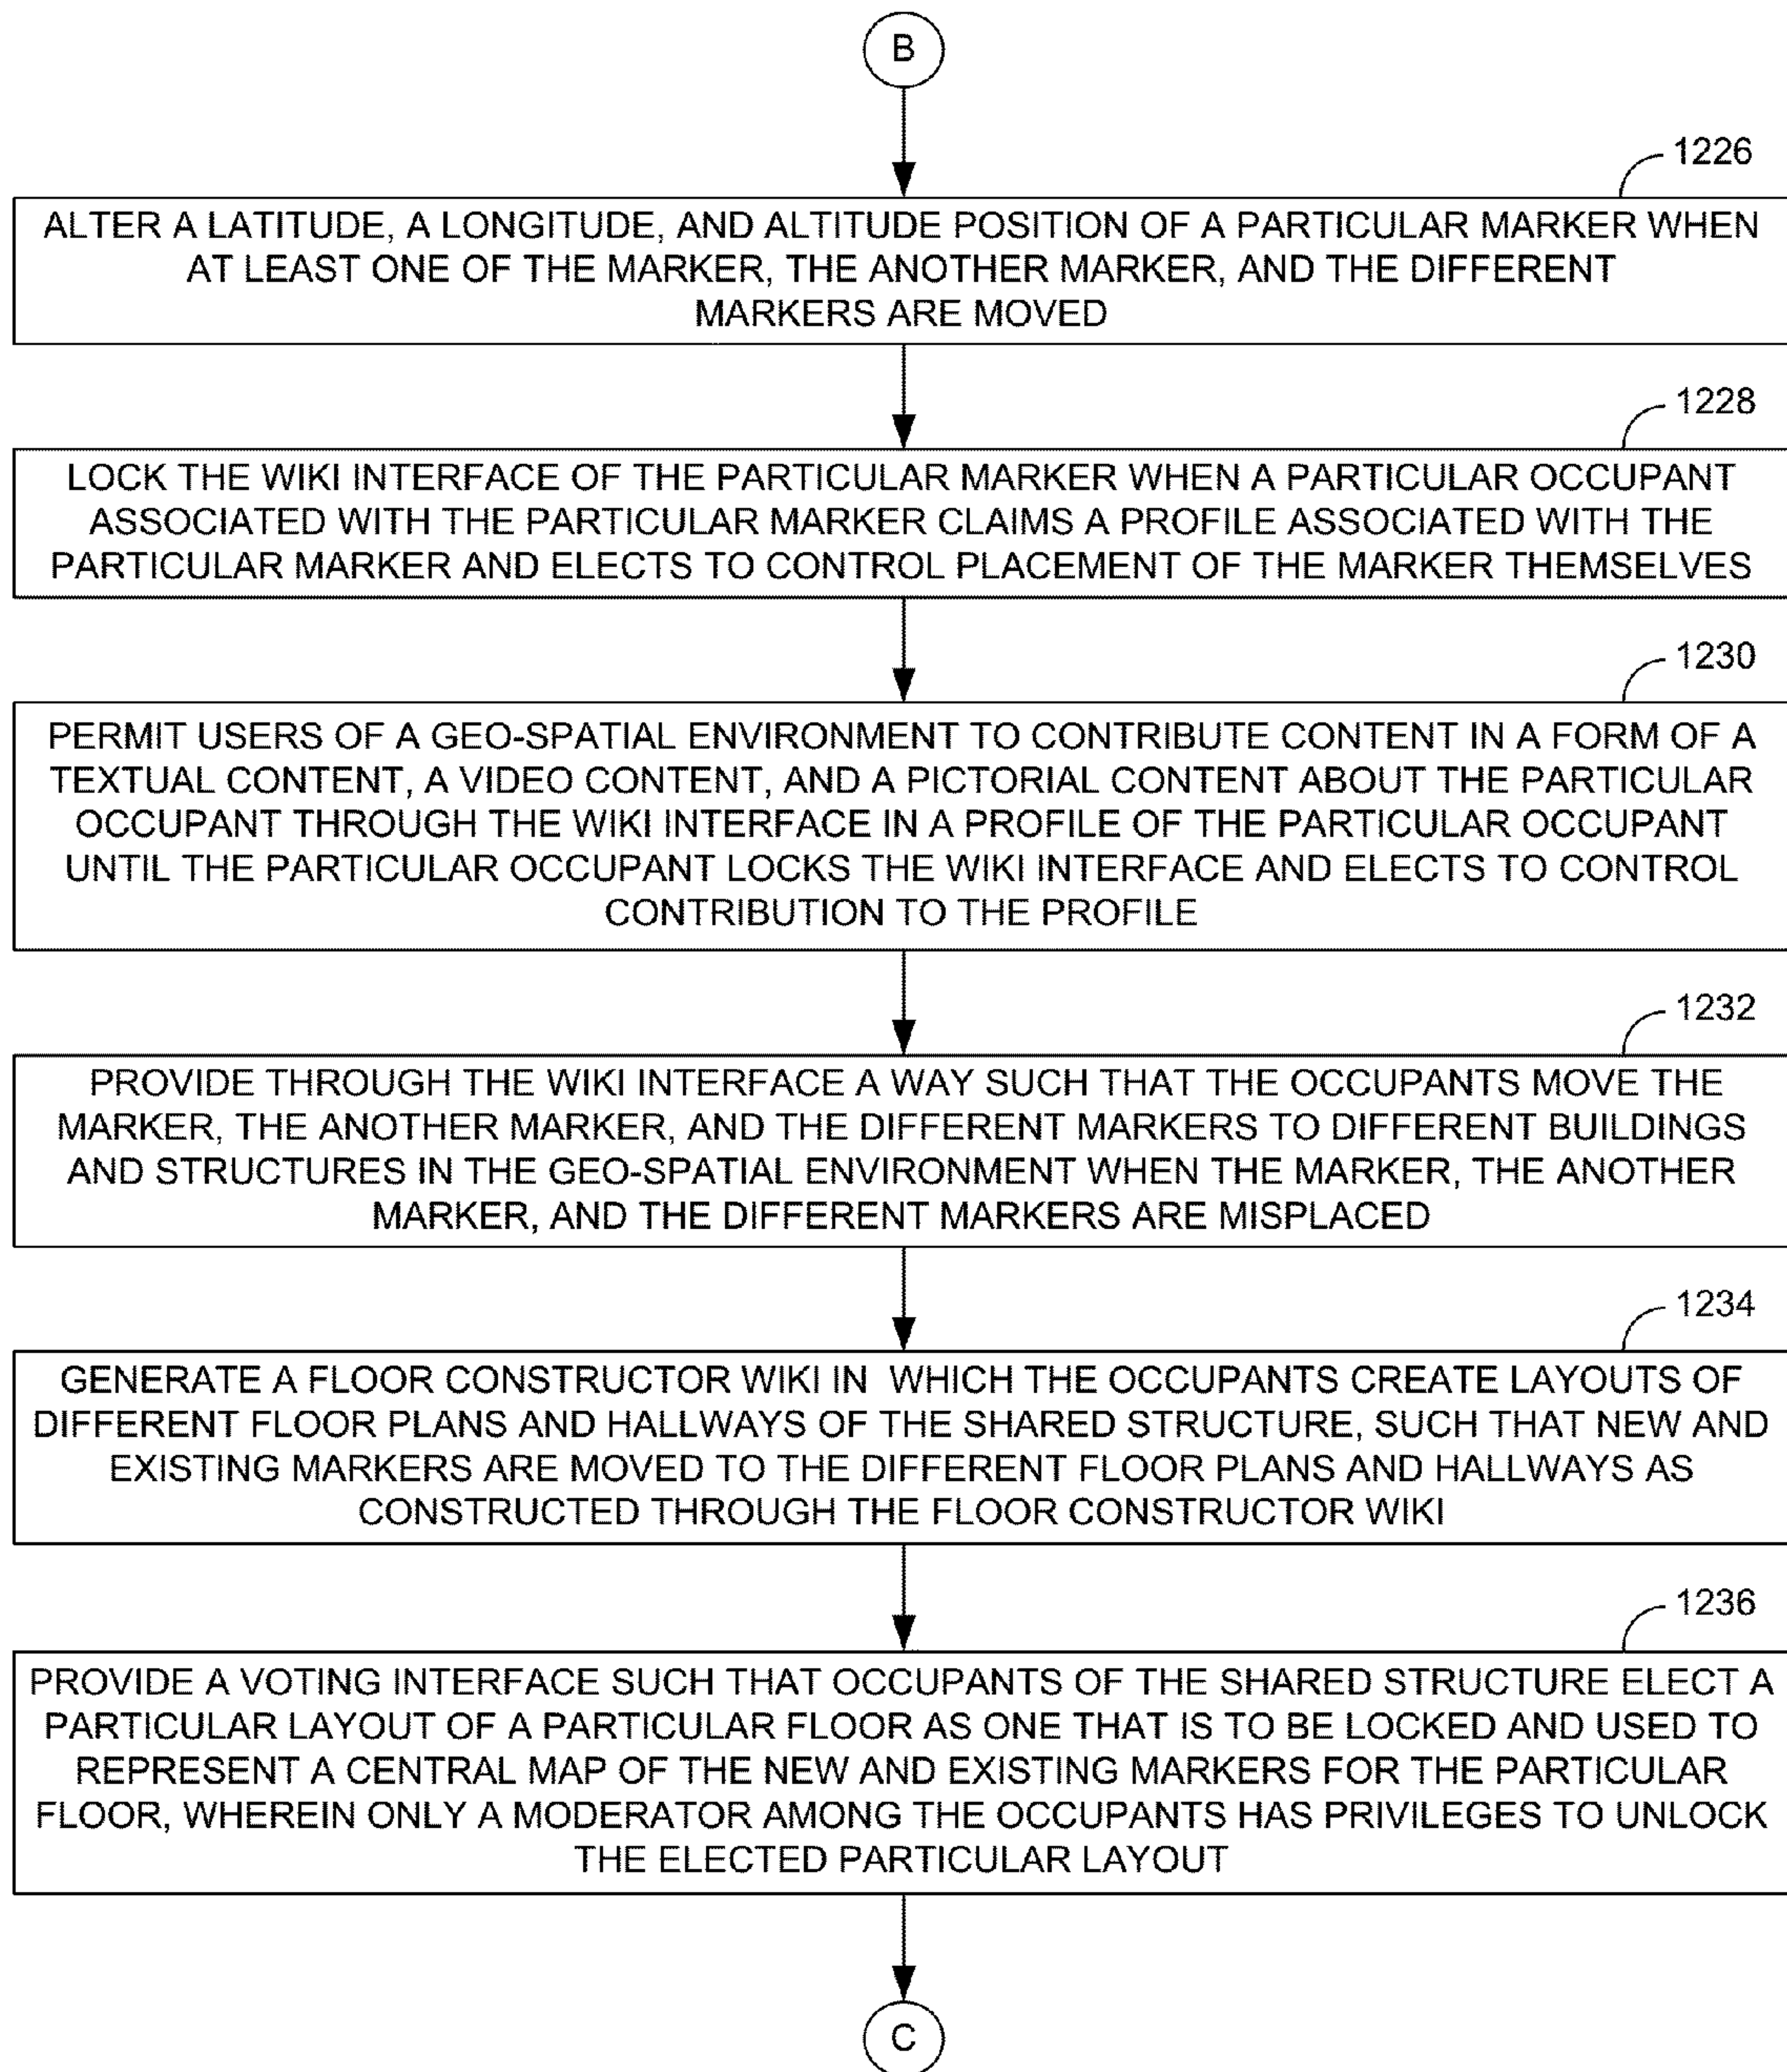 B
1226
ALTER A LATITUDE, A LONGITUDE, AND ALTITUDE POSITION OF A PARTICULAR MARKER WHEN
AT LEAST ONE OF THE MARKER, THE ANOTHER MARKER, AND THE DIFFERENT
MARKERS ARE MOVED
1228
LOCK THE WIKI INTERFACE OF THE PARTICULAR MARKER WHEN A PARTICULAR OCCUPANT
ASSOCIATED WITH THE PARTICULAR MARKER CLAIMS A PROFILE ASSOCIATED WITH THE
PARTICULAR MARKER AND ELECTS TO CONTROL PLACEMENT OF THE MARKER THEMSELVES
1230
PERMIT USERS OF A GEO-SPATIAL ENVIRONMENT TO CONTRIBUTE CONTENT IN A FORM OF A
TEXTUAL CONTENT, A VIDEO CONTENT, AND A PICTORIAL CONTENT ABOUT THE PARTICULAR
OCCUPANT THROUGH THE WIKI INTERFACE IN A PROFILE OF THE PARTICULAR OCCUPANT
UNTIL THE PARTICULAR OCCUPANT LOCKS THE WIKI INTERFACE AND ELECTS TO CONTROL
CONTRIBUTION TO THE PROFILE
1232
PROVIDE THROUGH THE WIKI INTERFACE A WAY SUCH THAT THE OCCUPANTS MOVE THE
MARKER, THE ANOTHER MARKER, AND THE DIFFERENT MARKERS TO DIFFERENT BUILDINGS
AND STRUCTURES IN THE GEO-SPATIAL ENVIRONMENT WHEN THE MARKER, THE ANOTHER
MARKER, AND THE DIFFERENT MARKERS ARE MISPLACED
1234
GENERATE A FLOOR CONSTRUCTOR WIKI IN WHICH THE OCCUPANTS CREATE LAYOUTS OF
DIFFERENT FLOOR PLANS AND HALLWAYS OF THE SHARED STRUCTURE, SUCH THAT NEW AND
EXISTING MARKERS ARE MOVED TO THE DIFFERENT FLOOR PLANS AND HALLWAYS AS
CONSTRUCTED THROUGH THE FLOOR CONSTRUCTOR WIKI
1236
PROVIDE A VOTING INTERFACE SUCH THAT OCCUPANTS OF THE SHARED STRUCTURE ELECT A
PARTICULAR LAYOUT OF A PARTICULAR FLOOR AS ONE THAT IS TO BE LOCKED AND USED TO
REPRESENT A CENTRAL MAP OF THE NEW AND EXISTING MARKERS FOR THE PARTICULAR
FLOOR, WHEREIN ONLY A MODERATOR AMONG THE OCCUPANTS HAS PRIVILEGES TO UNLOCK
THE ELECTED PARTICULAR LAYOUT
C